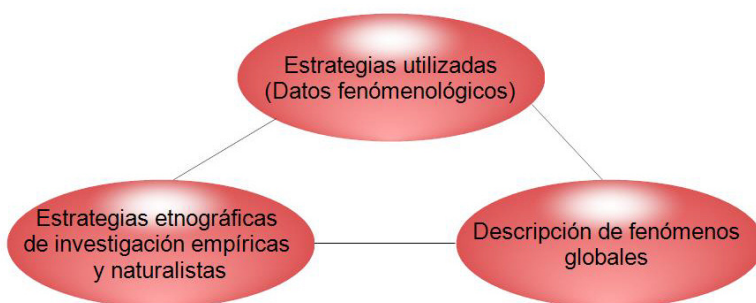 Estrategias utilizadas
(Datos fenómenológicos)
Estrategias etnográficas
de investigación empíricas
y naturalistas
Descripción de fenómenos
globales